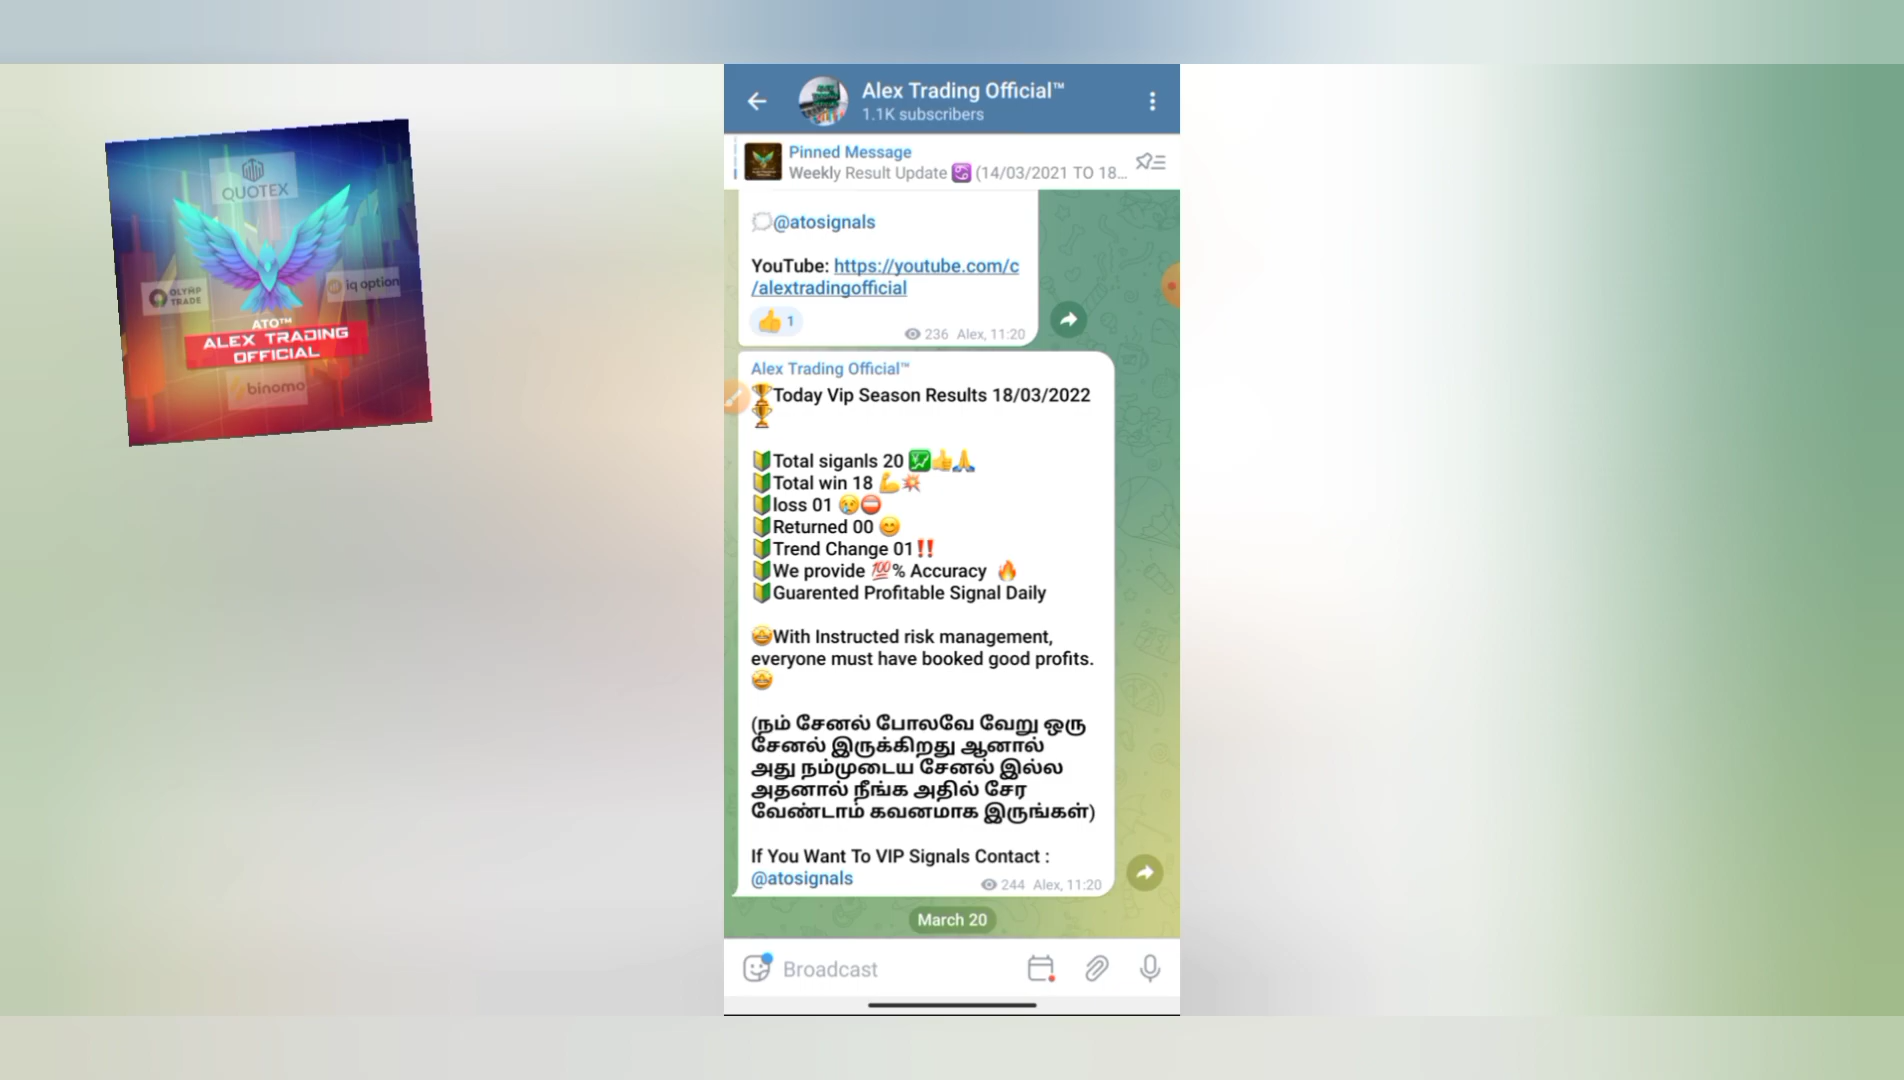 QUOTEX
OLYMP
TRADE
iq option
ATO™
ALEX TRADING
OFFICIAL
binomo
Alex Trading Official™
1.1K subscribers
Pinned Message
Weekly Result Update ♋ (14/03/2021 TO 18...
💭@atosignals
YouTube: https://youtube.com/c
/alextradingofficial
👍 1
236 Alex, 11:20
Alex Trading Official™
🏆Today Vip Season Results 18/03/2022
🏆
🔰Total siganls 20 💹👍🙏
🔰Total win 18 💪💥
🔰loss 01 😢⛔
🔰Returned 00 😊
🔰Trend Change 01‼️
🔰We provide 💯% Accuracy 🔥
🔰Guarented Profitable Signal Daily
🤩With Instructed risk management,
everyone must have booked good profits.
🤩
(நம் சேனல் போலவே வேறு ஒரு
சேனல் இருக்கிறது ஆனால்
அது நம்முடைய சேனல் இல்ல
அதனால் நீங்க அதில் சேர
வேண்டாம் கவனமாக இருங்கள்)
If You Want To VIP Signals Contact :
@atosignals
244 Alex, 11:20
March 20
Broadcast